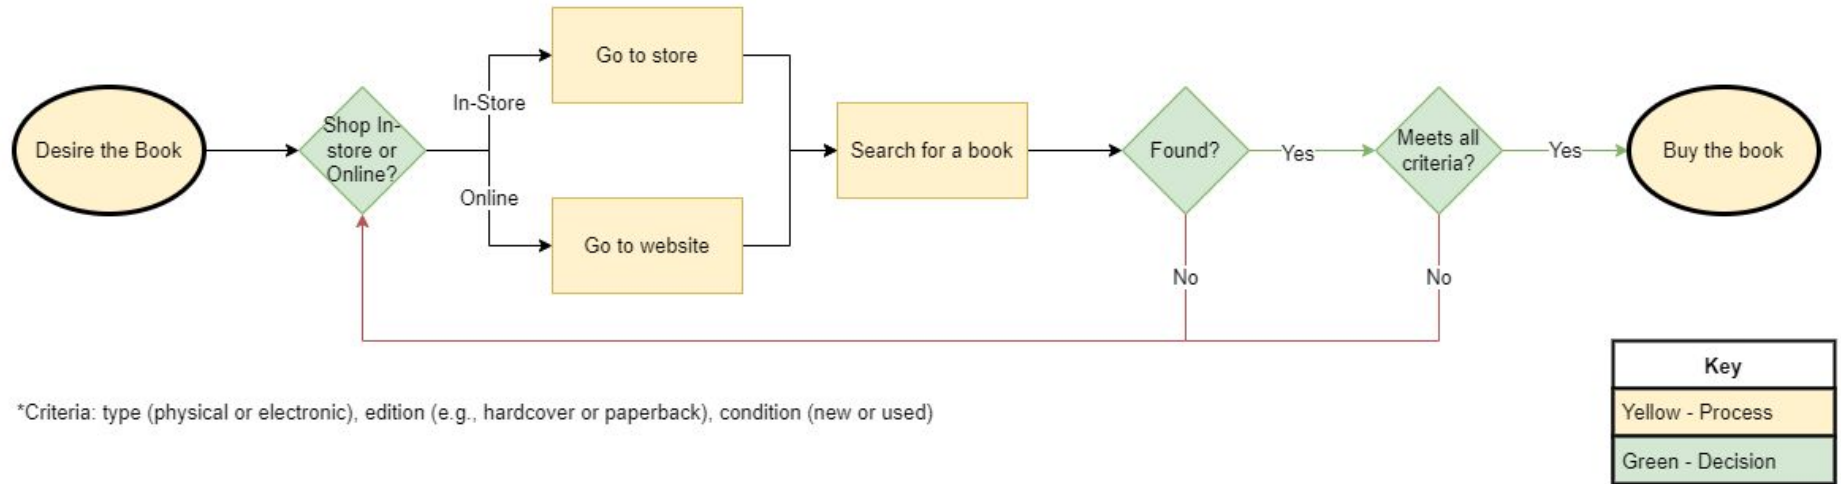 Desire the Book
Shop In-
store or
Online?
In-Store
Online
Go to store
Go to website
Search for a book
Found?
Yes
No
Meets all
criteria?
Yes
No
Buy the book
*Criteria: type (physical or electronic), edition (e.g., hardcover or paperback), condition (new or used)
Key
Yellow - Process
Green - Decision